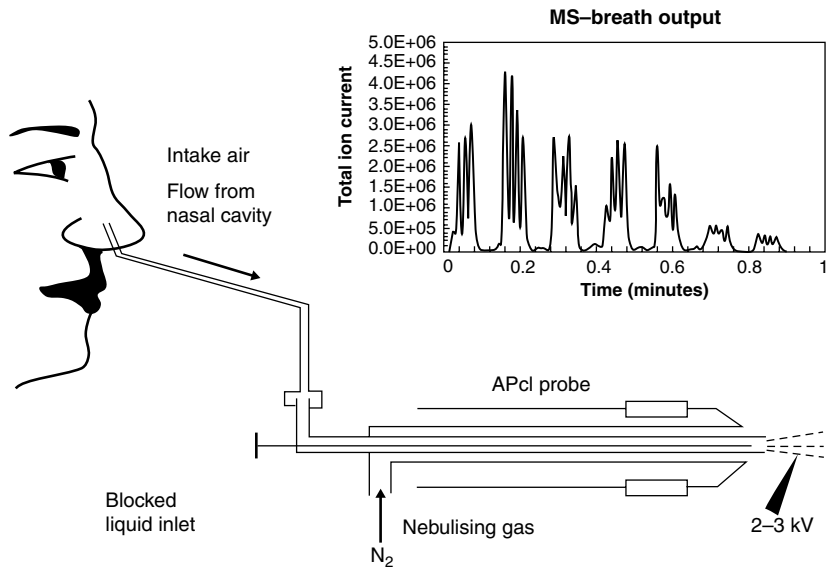 MS–breath output
5.0E+06
4.5E+06
4.0E+06
3.5E+06
3.0E+06
2.5E+06
2.0E+06
1.5E+06
1.0E+06
5.0E+05
0.0E+00
Total ion current
0 0.2 0.4 0.6 0.8 1
Time (minutes)
Intake air
Flow from
nasal cavity
APcl probe
Blocked
liquid inlet
Nebulising gas
N₂
2–3 kV